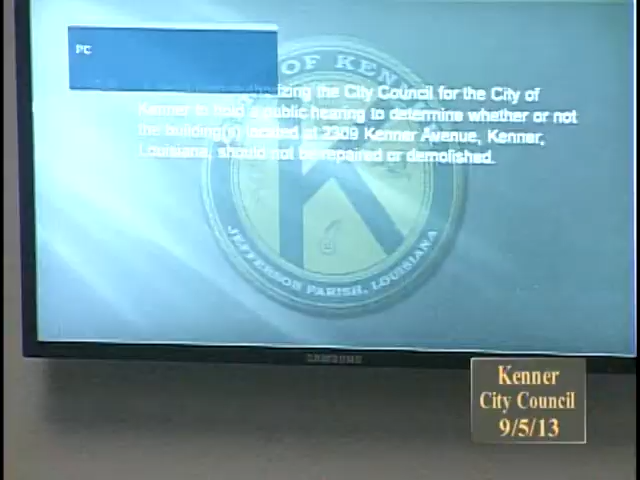 PC
izing the City Council for the City of
Kenner to hold a public hearing to determine whether or not
the building(s) located at 2309 Kenner Avenue, Kenner,
Louisiana, should not be repaired or demolished.
OF KENN
JEFFERSON PARISH, LOUISIANA
SAMSUNG
Kenner
City Council
9/5/13